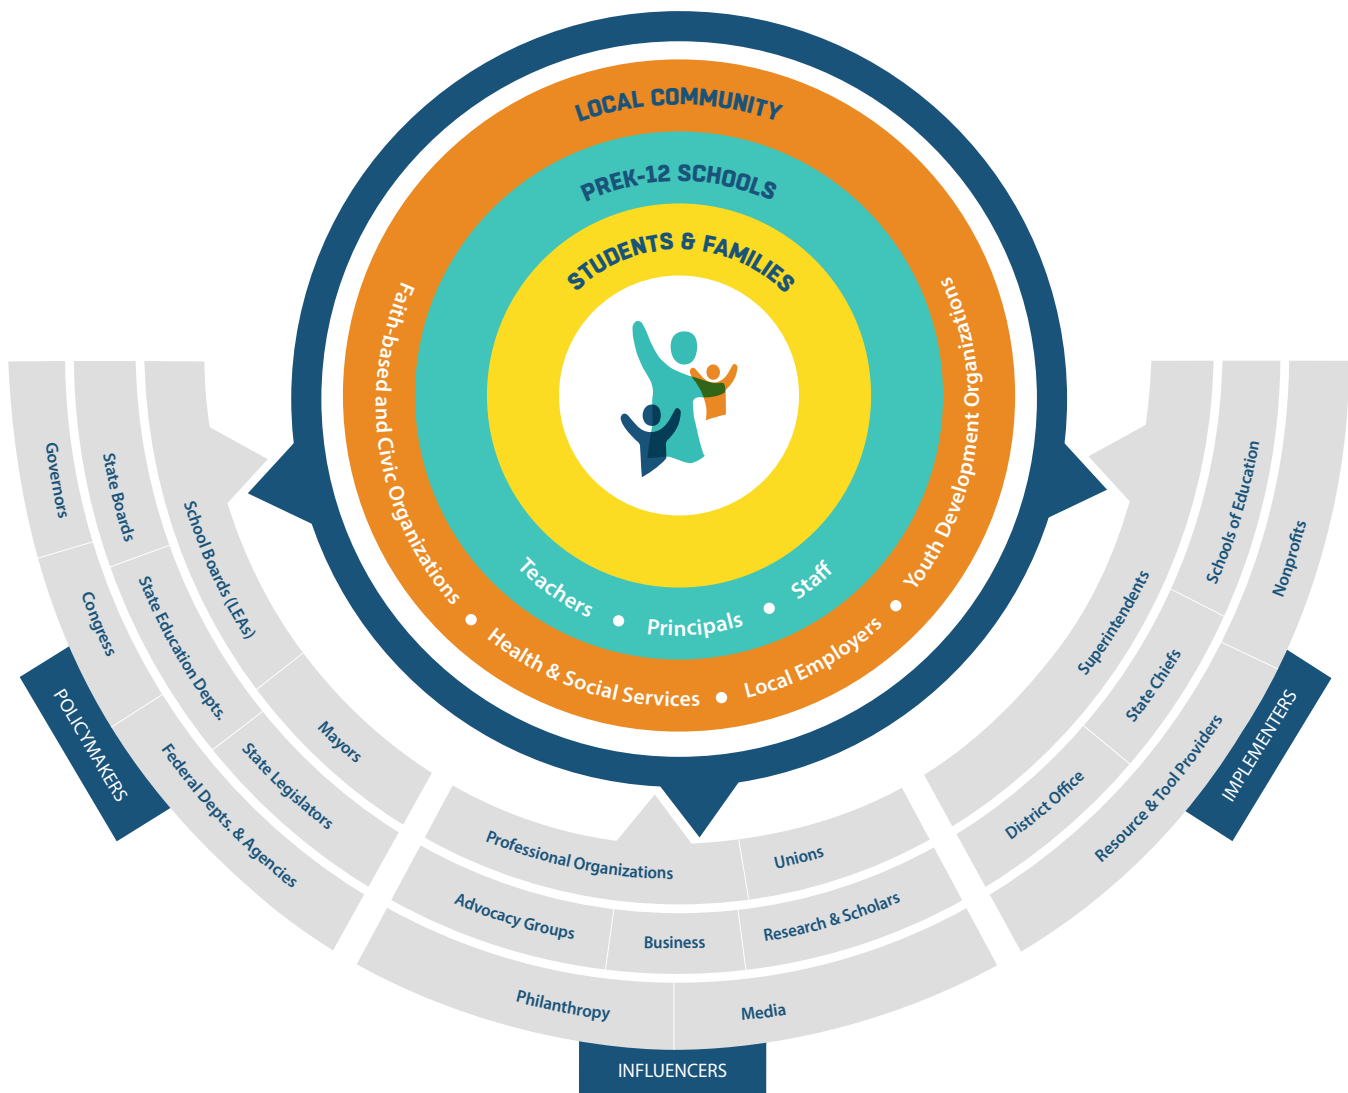 LOCAL COMMUNITY
PREK-12 SCHOOLS
STUDENTS & FAMILIES
Teachers • Principals • Staff
Faith-based and Civic Organizations • Health & Social Services • Local Employers • Youth Development Organizations
POLICYMAKERS
School Boards (LEAs)
Mayors
State Boards
State Education Depts.
State Legislators
Governors
Congress
Federal Depts. & Agencies
INFLUENCERS
Professional Organizations
Unions
Advocacy Groups
Business
Research & Scholars
Philanthropy
Media
IMPLEMENTERS
Superintendents
Schools of Education
State Chiefs
District Office
Nonprofits
Resource & Tool Providers